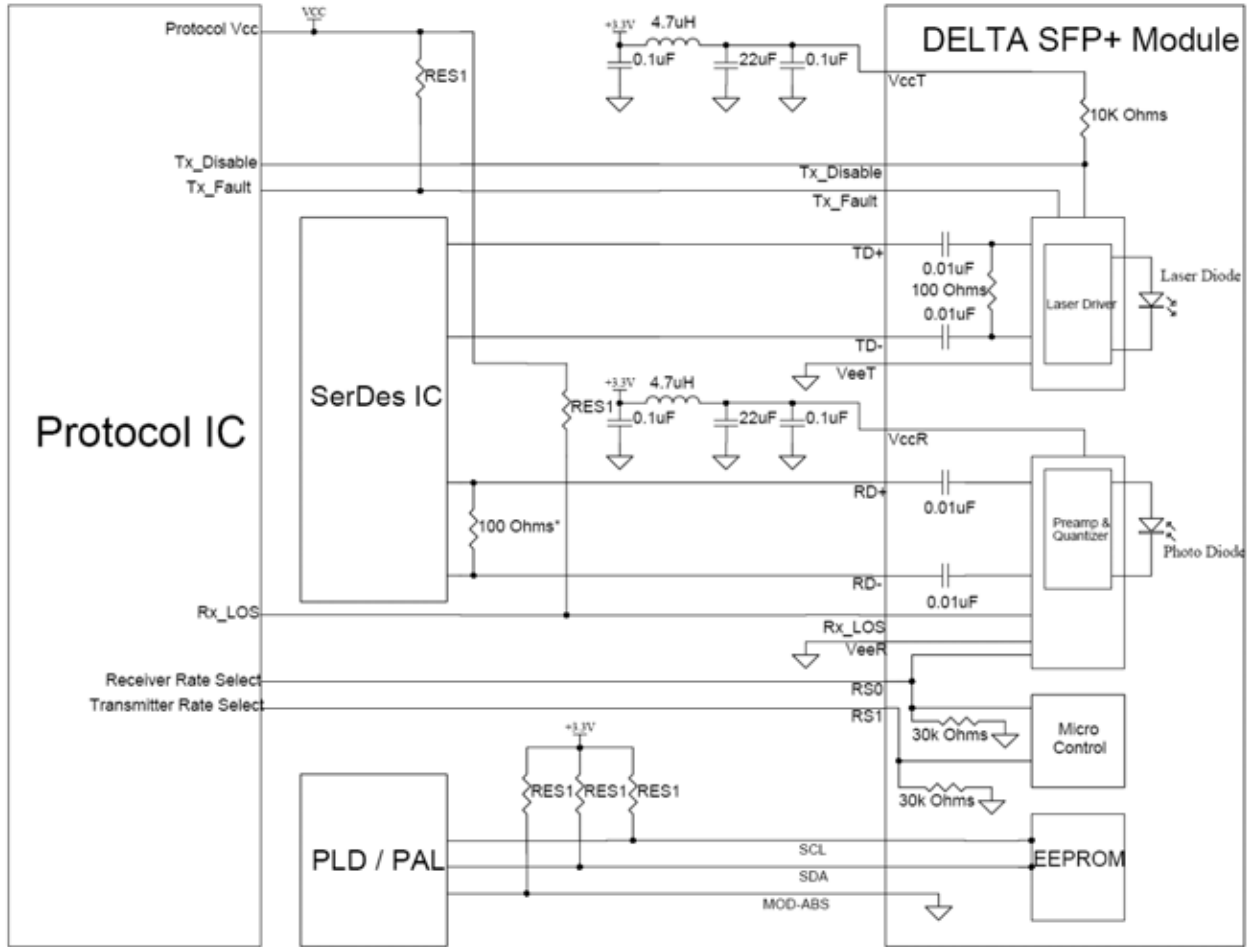 VCC
Protocol Vcc
RES1
+3.3V
4.7uH
0.1uF
22uF
0.1uF
DELTA SFP+ Module
VccT
10K Ohms
Tx_Disable
Tx_Disable
Tx_Fault
Tx_Fault
TD+
0.01uF
100 Ohms
0.01uF
TD-
VeeT
Laser Driver
Laser Diode
Protocol IC
SerDes IC
RES1
+3.3V
4.7uH
0.1uF
22uF
0.1uF
VccR
RD+
0.01uF
100 Ohms*
Preamp &
Quantizer
Photo Diode
RD-
0.01uF
Rx_LOS
Rx_LOS
VeeR
Receiver Rate Select
RS0
Transmitter Rate Select
RS1
30k Ohms
Micro
Control
30k Ohms
+3.3V
RES1
RES1
RES1
PLD / PAL
SCL
SDA
MOD-ABS
EEPROM